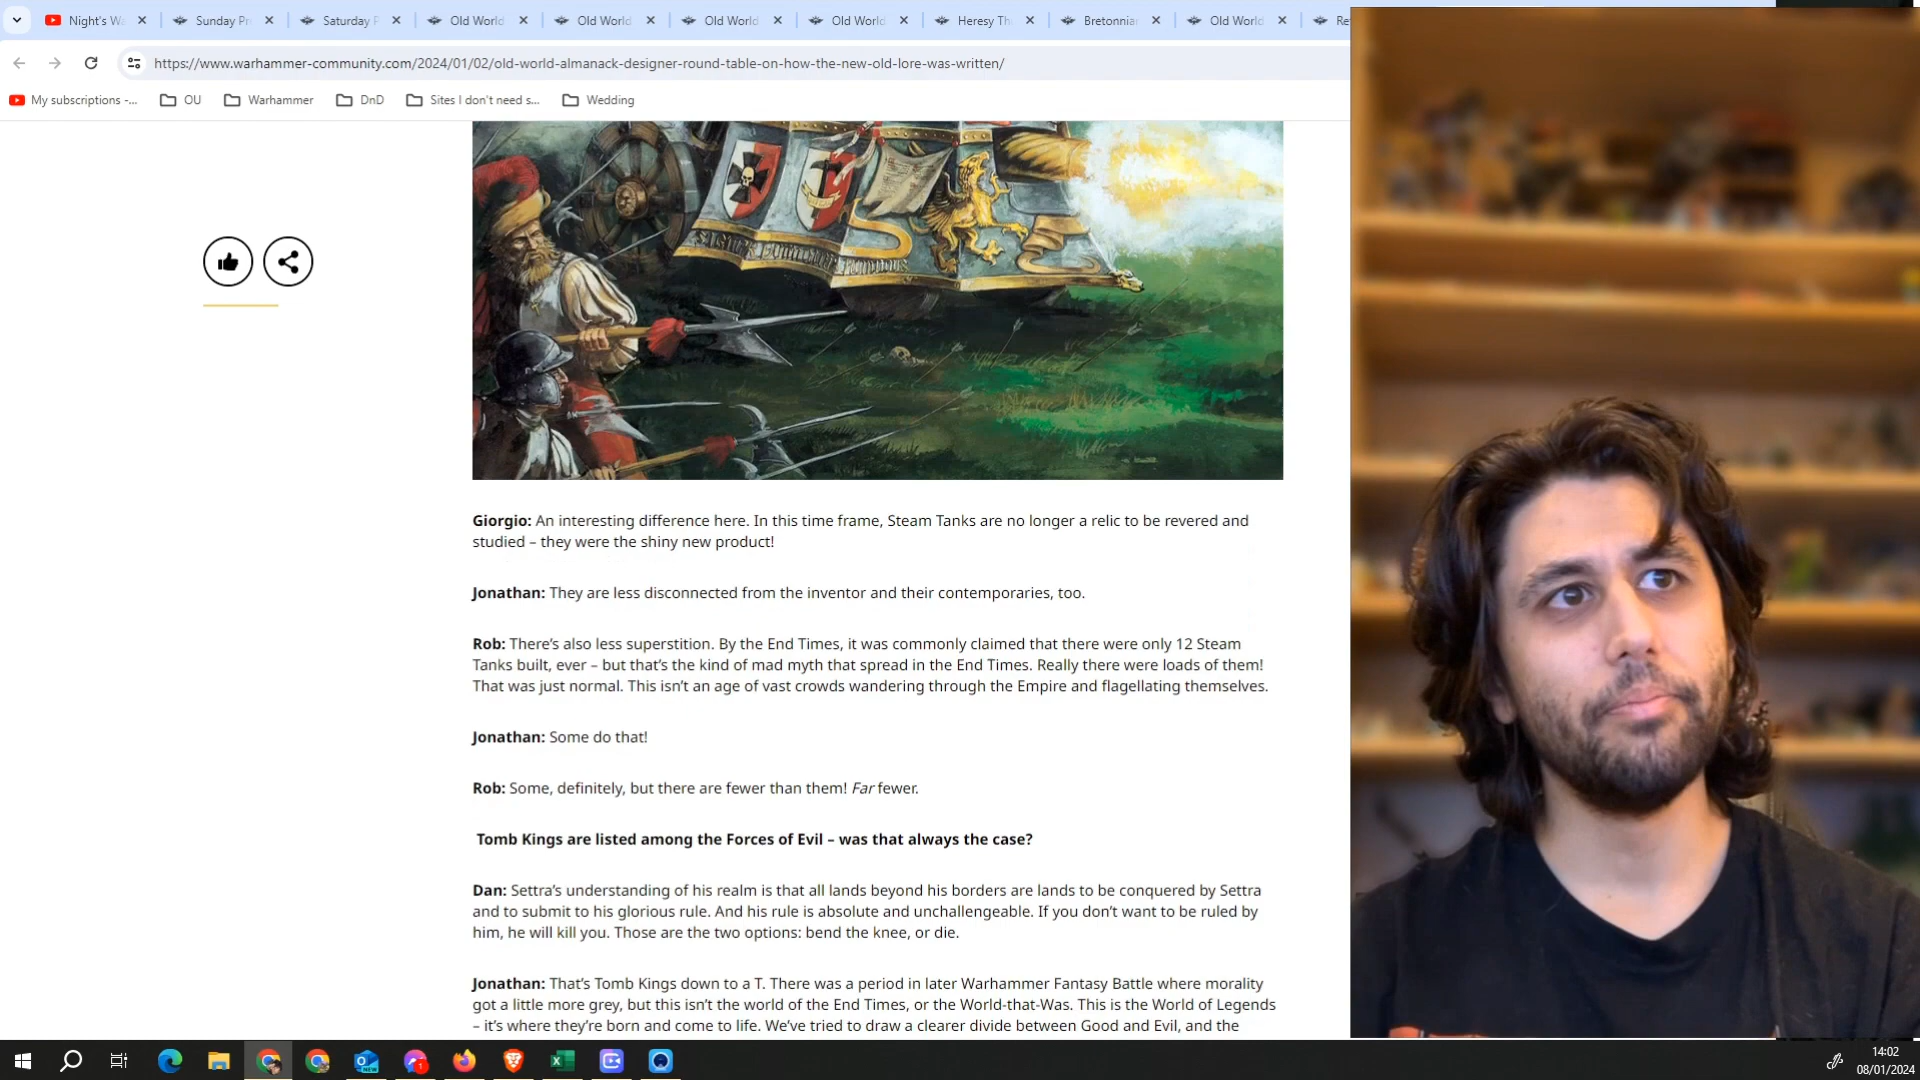 Night's Wa
Sunday Pr
Saturday P
Old World
Old World
Old World
Old World
Heresy Th
Bretonnia
Old World
Re
https://www.warhammer-community.com/2024/01/02/old-world-almanack-designer-round-table-on-how-the-new-old-lore-was-written/
My subscriptions -...
OU
Warhammer
DnD
Sites I don't need s...
Wedding
Giorgio: An interesting difference here. In this time frame, Steam Tanks are no longer a relic to be revered and
studied – they were the shiny new product!
Jonathan: They are less disconnected from the inventor and their contemporaries, too.
Rob: There’s also less superstition. By the End Times, it was commonly claimed that there were only 12 Steam
Tanks built, ever – but that’s the kind of mad myth that spread in the End Times. Really there were loads of them!
That was just normal. This isn’t an age of vast crowds wandering through the Empire and flagellating themselves.
Jonathan: Some do that!
Rob: Some, definitely, but there are fewer than them! Far fewer.
Tomb Kings are listed among the Forces of Evil – was that always the case?
Dan: Settra’s understanding of his realm is that all lands beyond his borders are lands to be conquered by Settra
and to submit to his glorious rule. And his rule is absolute and unchallengeable. If you don’t want to be ruled by
him, he will kill you. Those are the two options: bend the knee, or die.
Jonathan: That’s Tomb Kings down to a T. There was a period in later Warhammer Fantasy Battle where morality
got a little more grey, but this isn’t the world of the End Times, or the World-that-Was. This is the World of Legends
– it’s where they’re born and come to life. We’ve tried to draw a clearer divide between Good and Evil, and the
NEW
1
14:02
08/01/2024